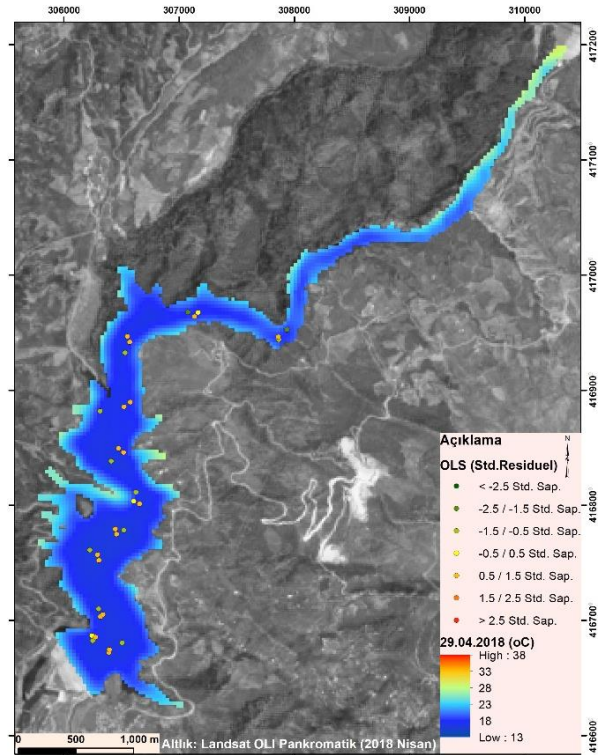 306000 307000 308000 309000 310000
417200
417100
417000
416900
416800
416700
416600
Açıklama
N
OLS (Std.Residuel)
< -2.5 Std. Sap.
-2.5 / -1.5 Std. Sap.
-1.5 / -0.5 Std. Sap.
-0.5 / 0.5 Std. Sap.
0.5 / 1.5 Std. Sap.
1.5 / 2.5 Std. Sap.
> 2.5 Std. Sap.
29.04.2018 (oC)
High : 38
33
28
23
18
Low : 13
0 500 1,000 m
Altlık: Landsat OLI Pankromatik (2018 Nisan)